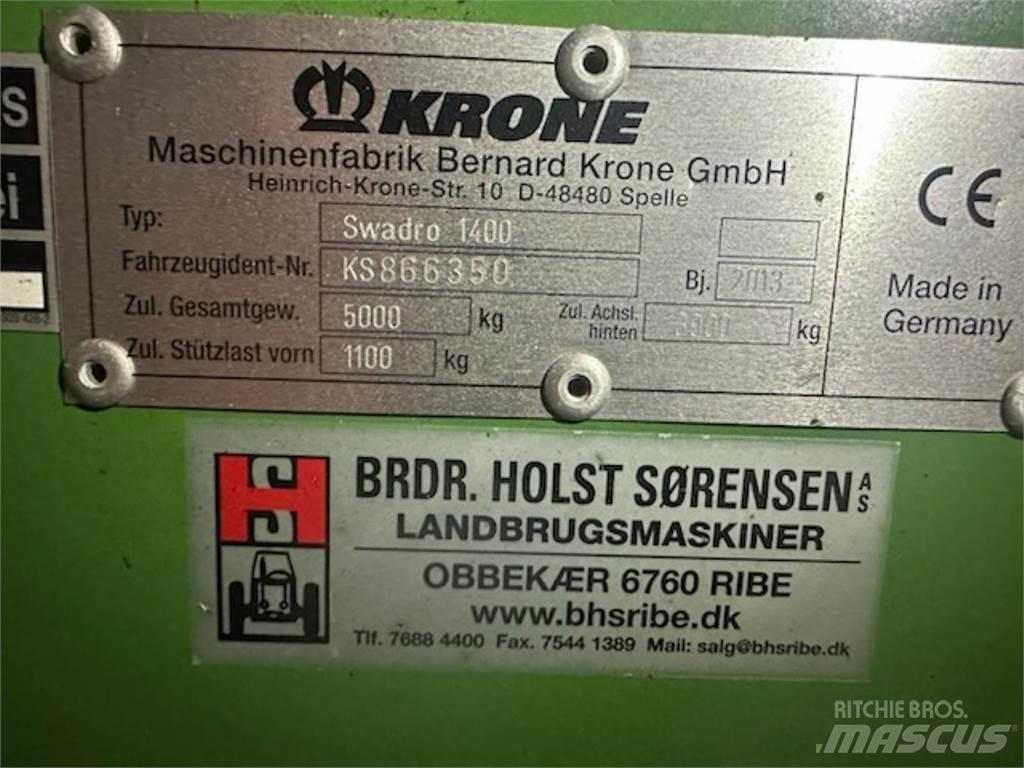 S
ei
KRONE
Maschinenfabrik Bernard Krone GmbH
Heinrich-Krone-Str. 10 D-48480 Spelle
Typ: Swadro 1400
Fahrzeugident-Nr. KS866350 Bj. 2013
Zul. Gesamtgew. 5000 kg Zul. Achsl. hinten kg
Zul. Stützlast vorn 1100 kg
CE
Made in
Germany
HS
BRDR. HOLST SØRENSEN A/S
LANDBRUGSMASKINER
OBBEKÆR 6760 RIBE
www.bhsribe.dk
Tlf. 7688 4400 Fax. 7544 1389 Mail: salg@bhsribe.dk
RITCHIE BROS.
MASCUS